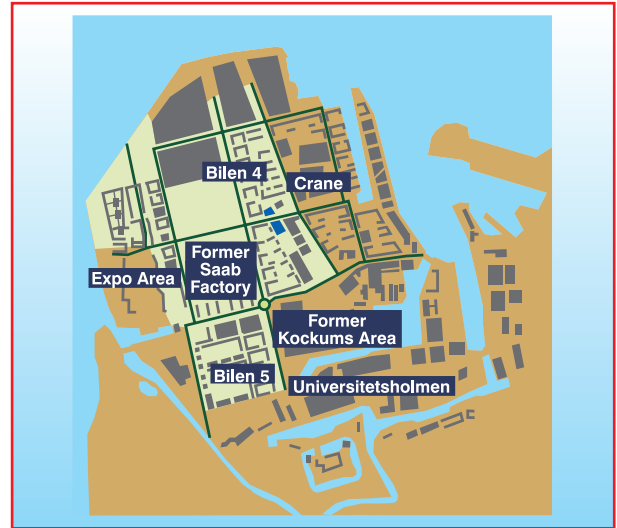 Bilen 4
Crane
Former
Saab
Factory
Expo Area
Former
Kockums Area
Bilen 5
Universitetsholmen